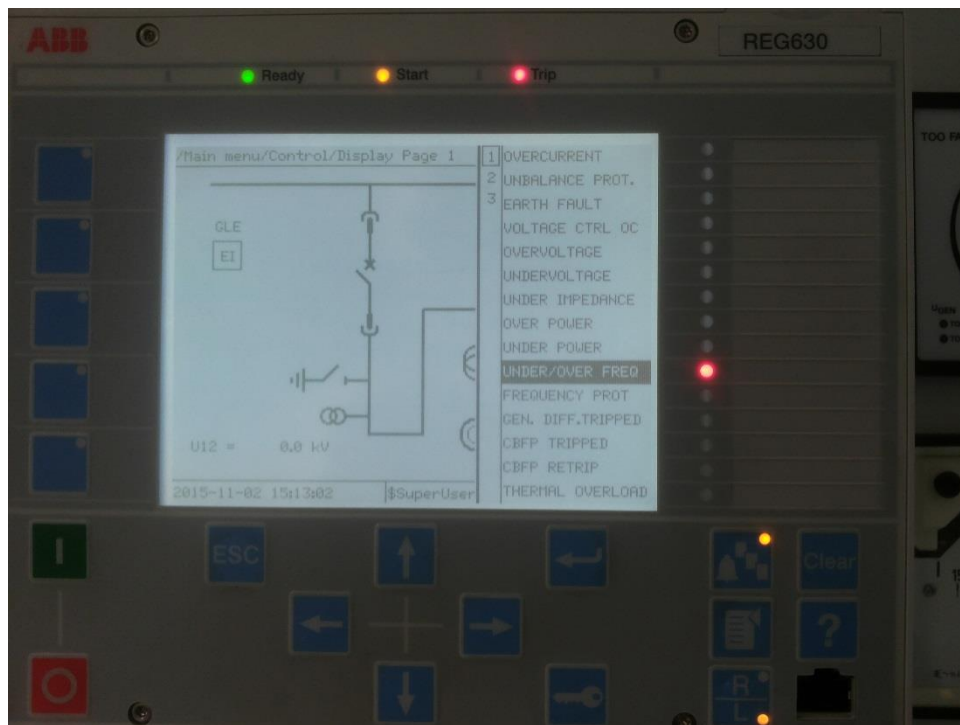 ABB
REG630
Ready
Start
Trip
/Main menu/Control/Display Page 1
GLE
EI
U12 = 0.0 kV
2015-11-02 15:13:02
$SuperUser
1 OVERCURRENT
2 UNBALANCE PROT.
3 EARTH FAULT
VOLTAGE CTRL OC
OVERVOLTAGE
UNDERVOLTAGE
UNDER IMPEDANCE
OVER POWER
UNDER POWER
UNDER/OVER FREQ
FREQUENCY PROT
GEN. DIFF.TRIPPED
CBFP TRIPPED
CBFP RETRIP
THERMAL OVERLOAD
TOO FA
I
ESC
Clear
?
O
R
L